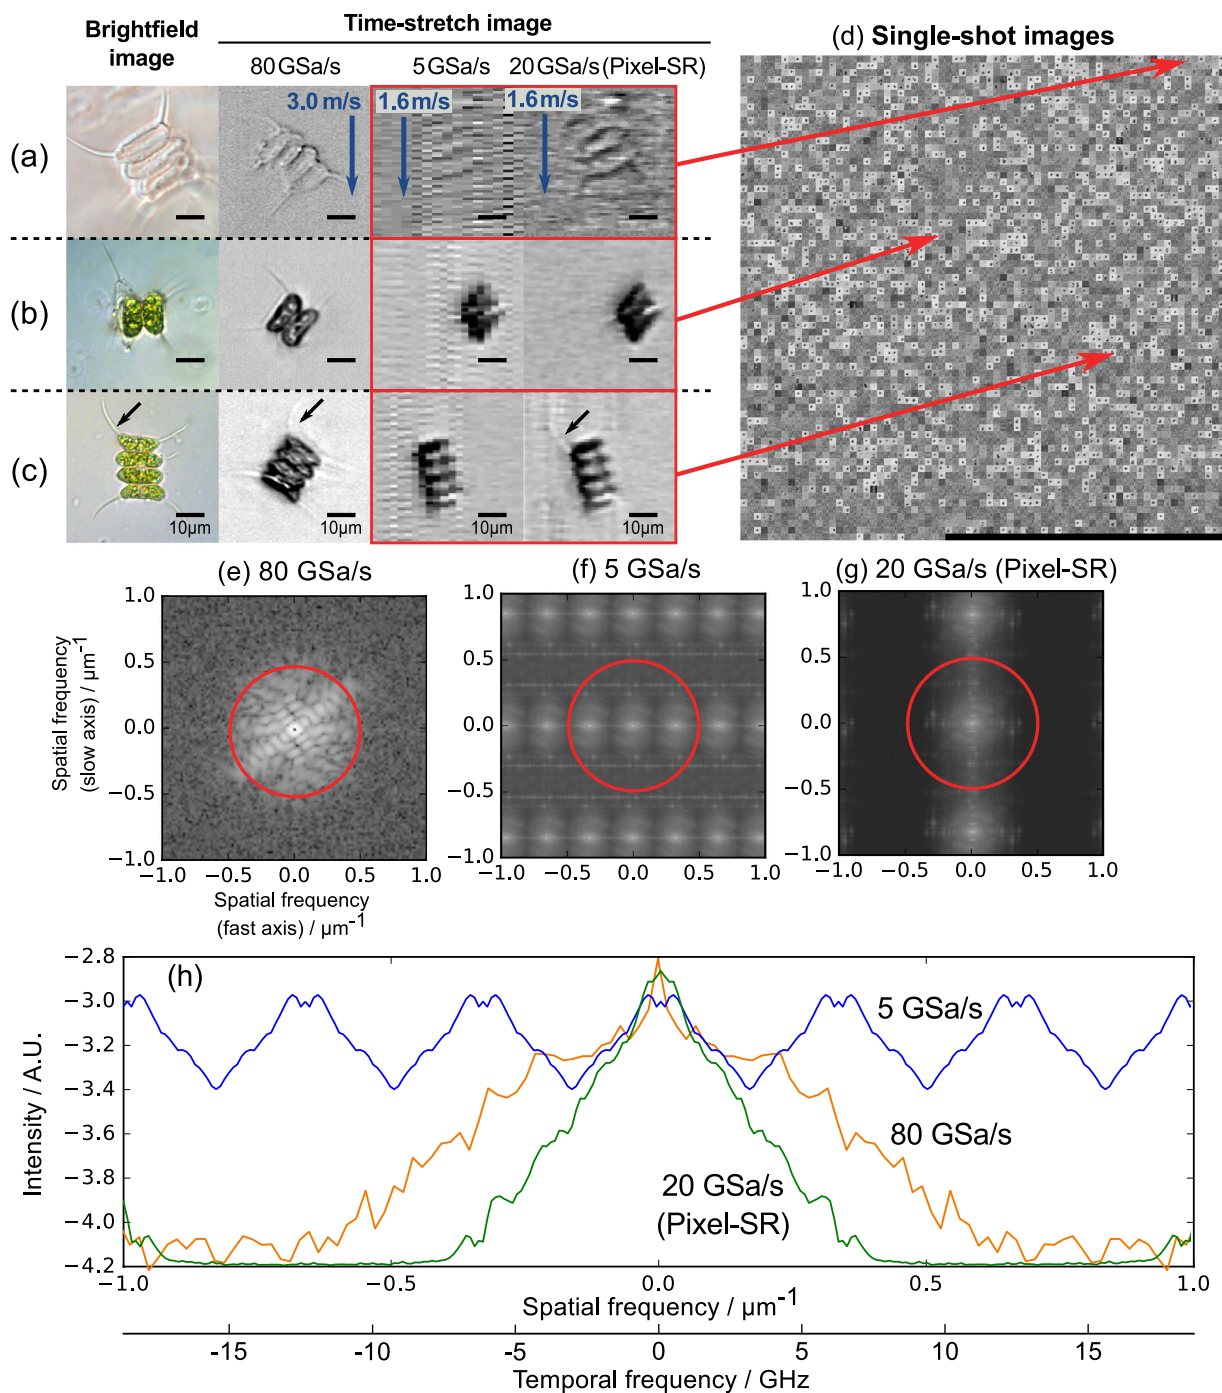 Brightfield
image
Time-stretch image
80 GSa/s
5 GSa/s
20 GSa/s (Pixel-SR)
(d) Single-shot images
3.0 m/s
1.6 m/s
1.6 m/s
(a)
(b)
(c)
10μm
10μm
10μm
10μm
(e) 80 GSa/s
(f) 5 GSa/s
(g) 20 GSa/s (Pixel-SR)
Spatial frequency
(slow axis) / μm⁻¹
1.0
0.5
0.0
−0.5
−1.0
−1.0
−0.5
0.0
0.5
1.0
Spatial frequency
(fast axis) / μm⁻¹
1.0
0.5
0.0
−0.5
−1.0
−1.0
−0.5
0.0
0.5
1.0
1.0
0.5
0.0
−0.5
−1.0
−1.0
−0.5
0.0
0.5
1.0
(h)
Intensity / A.U.
−2.8
−3.0
−3.2
−3.4
−3.6
−3.8
−4.0
−4.2
5 GSa/s
80 GSa/s
20 GSa/s
(Pixel-SR)
−1.0
−0.5
0.0
0.5
1.0
Spatial frequency / μm⁻¹
-15
-10
-5
0
5
10
15
Temporal frequency / GHz